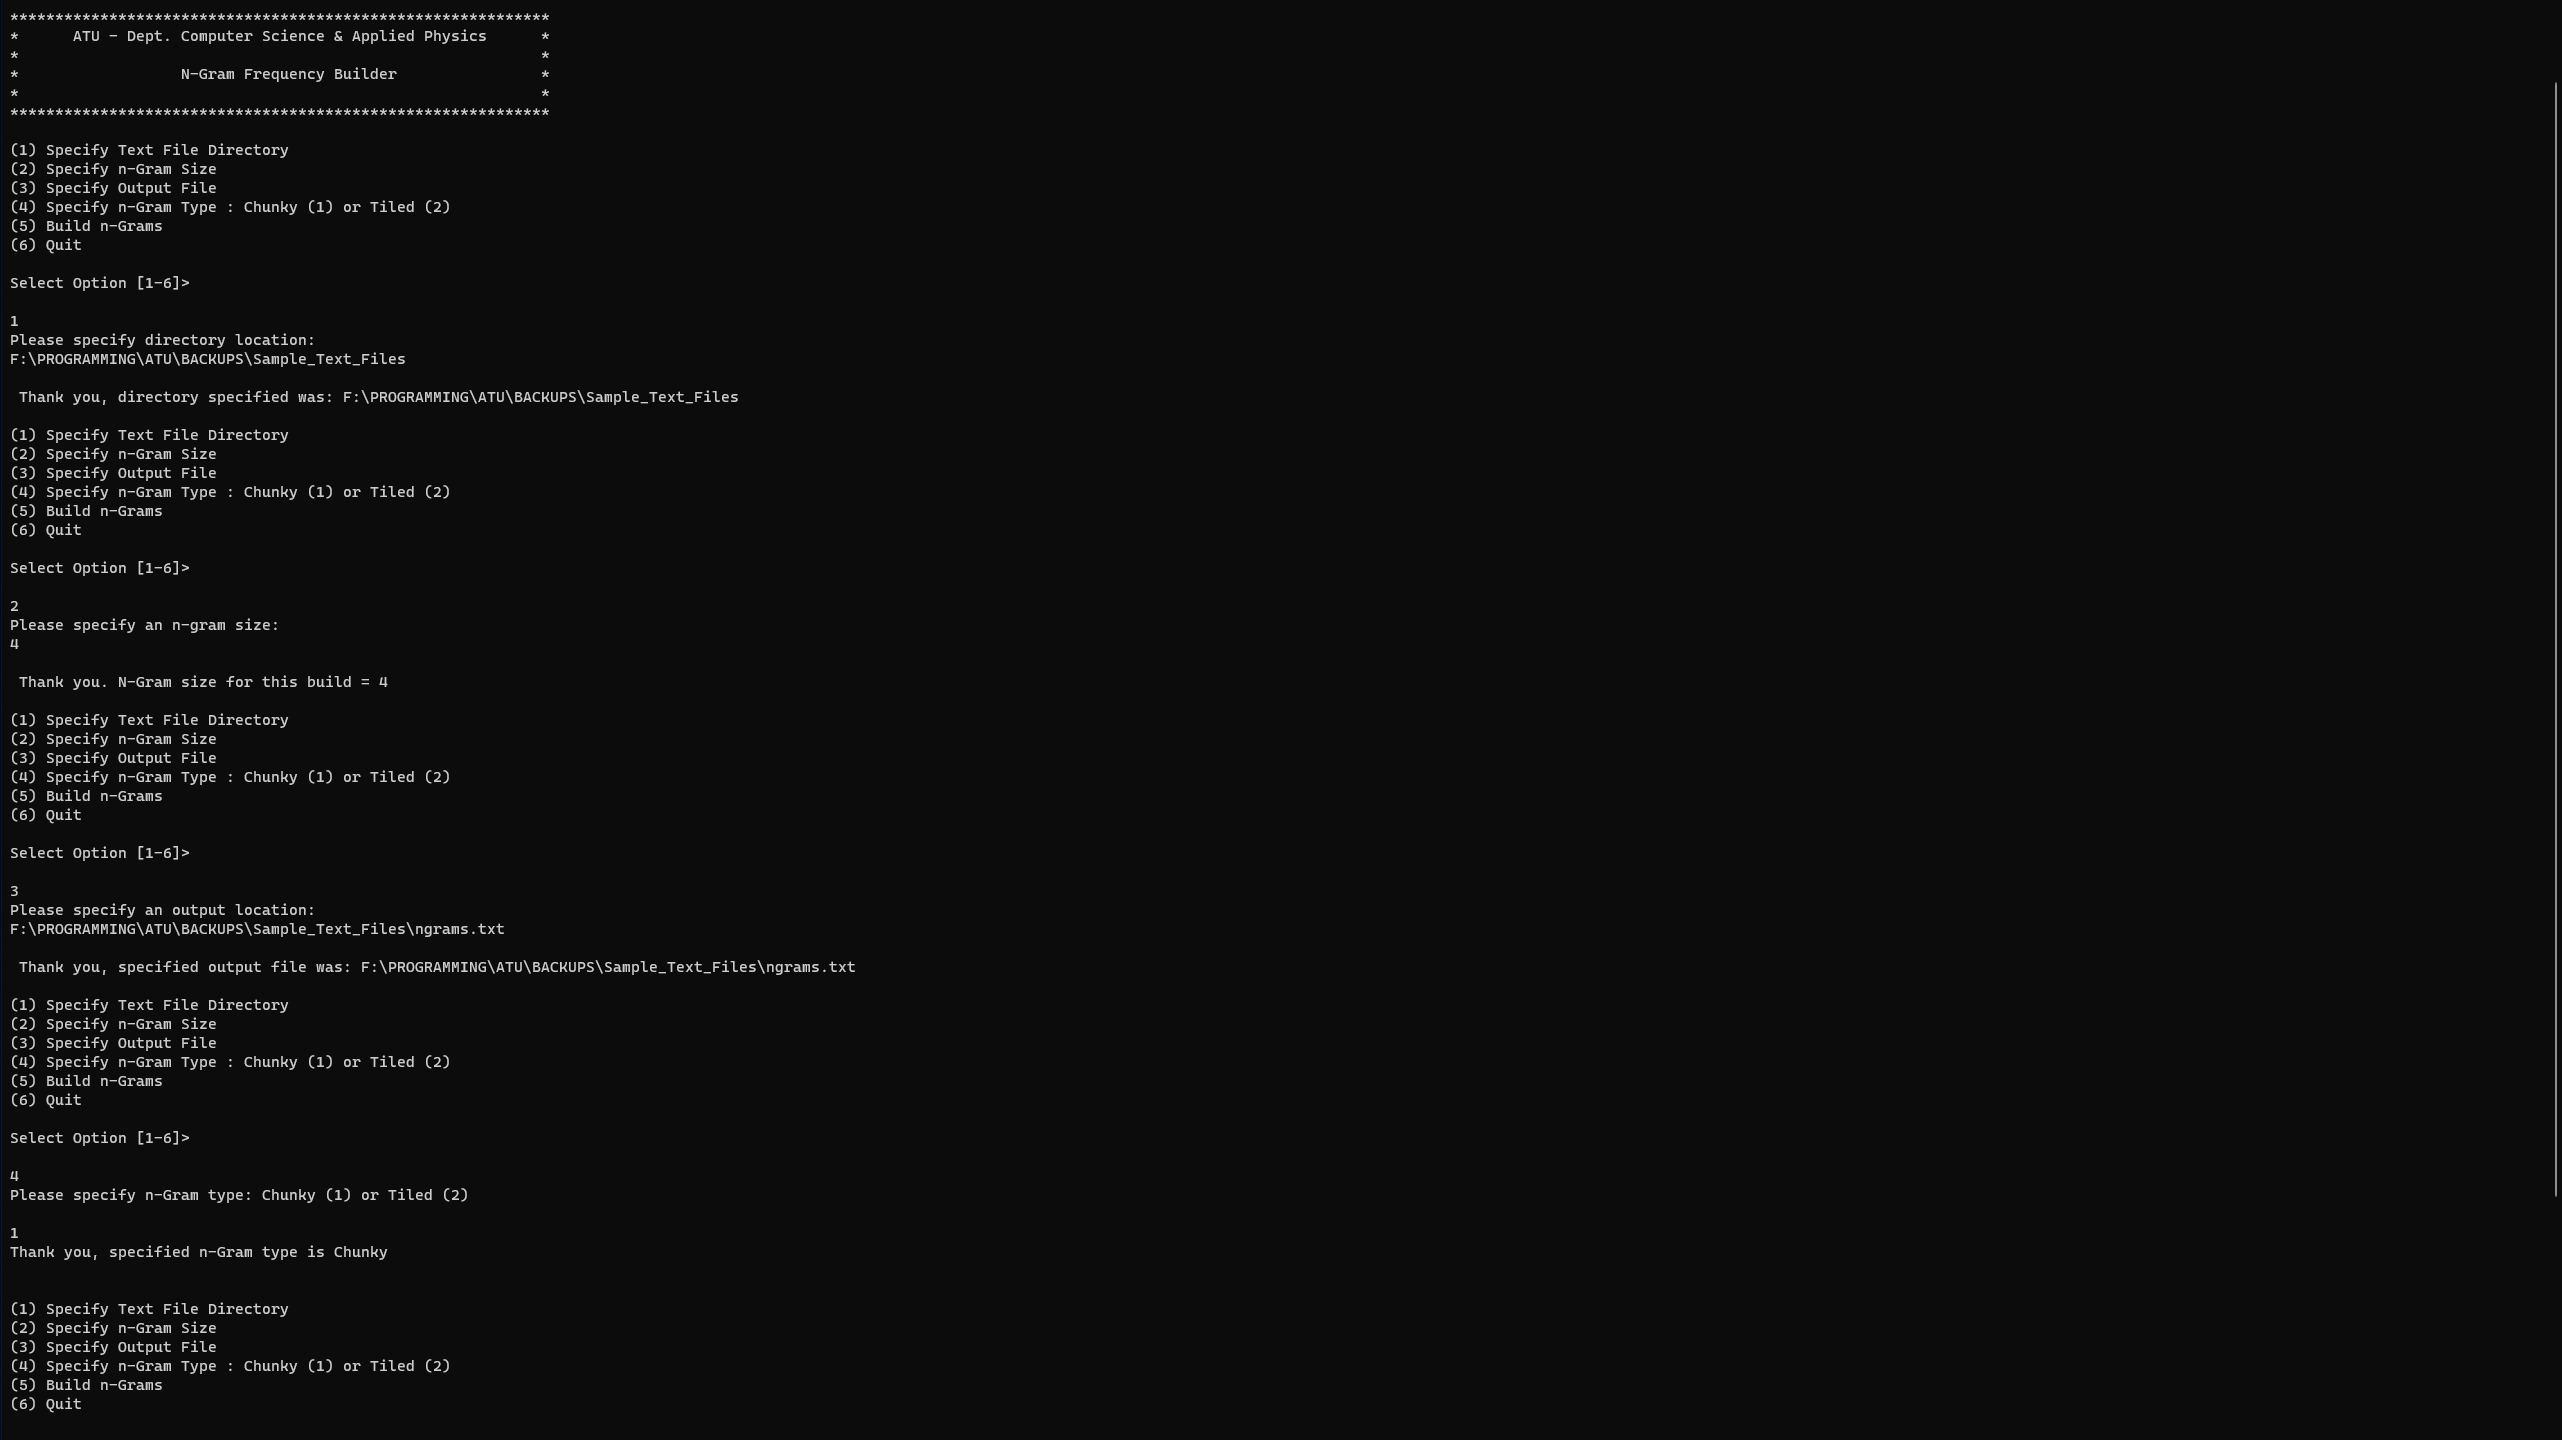 ************************************************************
*      ATU - Dept. Computer Science & Applied Physics      *
*                                                          *
*                  N-Gram Frequency Builder                *
*                                                          *
************************************************************
(1) Specify Text File Directory
(2) Specify n-Gram Size
(3) Specify Output File
(4) Specify n-Gram Type : Chunky (1) or Tiled (2)
(5) Build n-Grams
(6) Quit
Select Option [1-6]>
1
Please specify directory location:
F:\PROGRAMMING\ATU\BACKUPS\Sample_Text_Files
Thank you, directory specified was: F:\PROGRAMMING\ATU\BACKUPS\Sample_Text_Files
(1) Specify Text File Directory
(2) Specify n-Gram Size
(3) Specify Output File
(4) Specify n-Gram Type : Chunky (1) or Tiled (2)
(5) Build n-Grams
(6) Quit
Select Option [1-6]>
2
Please specify an n-gram size:
4
Thank you. N-Gram size for this build = 4
(1) Specify Text File Directory
(2) Specify n-Gram Size
(3) Specify Output File
(4) Specify n-Gram Type : Chunky (1) or Tiled (2)
(5) Build n-Grams
(6) Quit
Select Option [1-6]>
3
Please specify an output location:
F:\PROGRAMMING\ATU\BACKUPS\Sample_Text_Files\ngrams.txt
Thank you, specified output file was: F:\PROGRAMMING\ATU\BACKUPS\Sample_Text_Files\ngrams.txt
(1) Specify Text File Directory
(2) Specify n-Gram Size
(3) Specify Output File
(4) Specify n-Gram Type : Chunky (1) or Tiled (2)
(5) Build n-Grams
(6) Quit
Select Option [1-6]>
4
Please specify n-Gram type: Chunky (1) or Tiled (2)
1
Thank you, specified n-Gram type is Chunky
(1) Specify Text File Directory
(2) Specify n-Gram Size
(3) Specify Output File
(4) Specify n-Gram Type : Chunky (1) or Tiled (2)
(5) Build n-Grams
(6) Quit